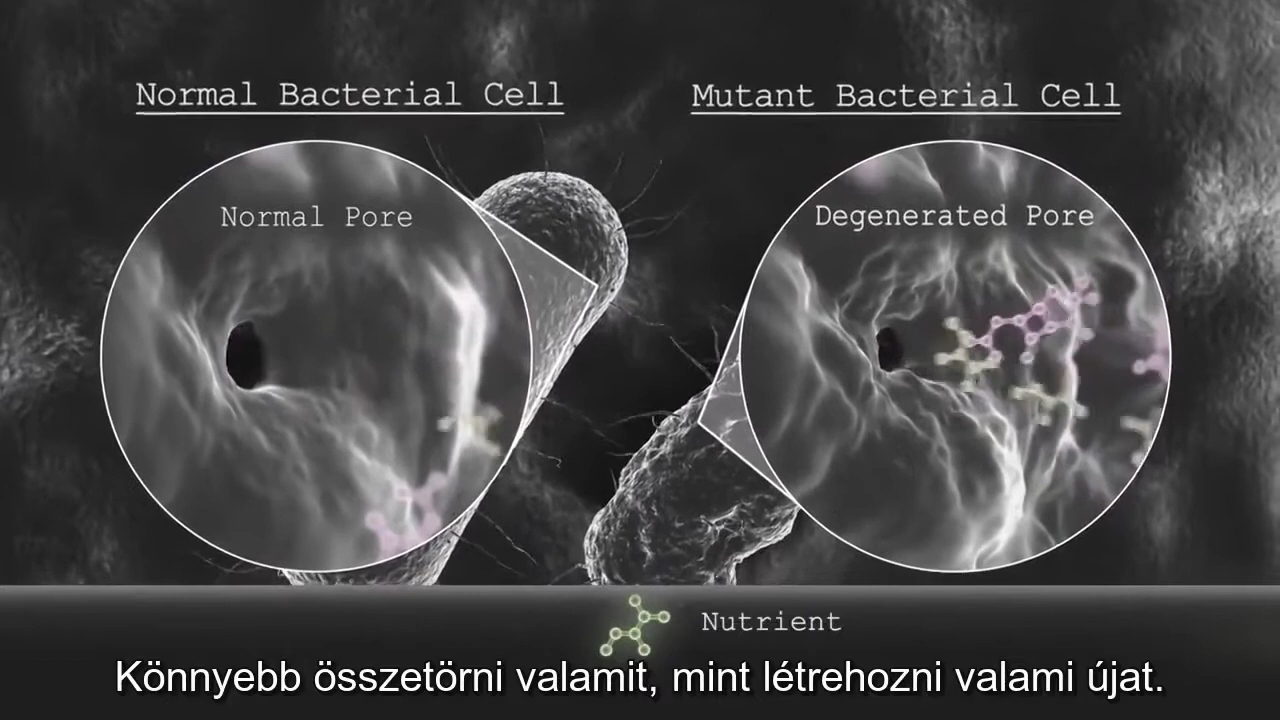 Normal Bacterial Cell
Mutant Bacterial Cell
Normal Pore
Degenerated Pore
Nutrient
Könnyebb összetörni valamit, mint létrehozni valami újat.